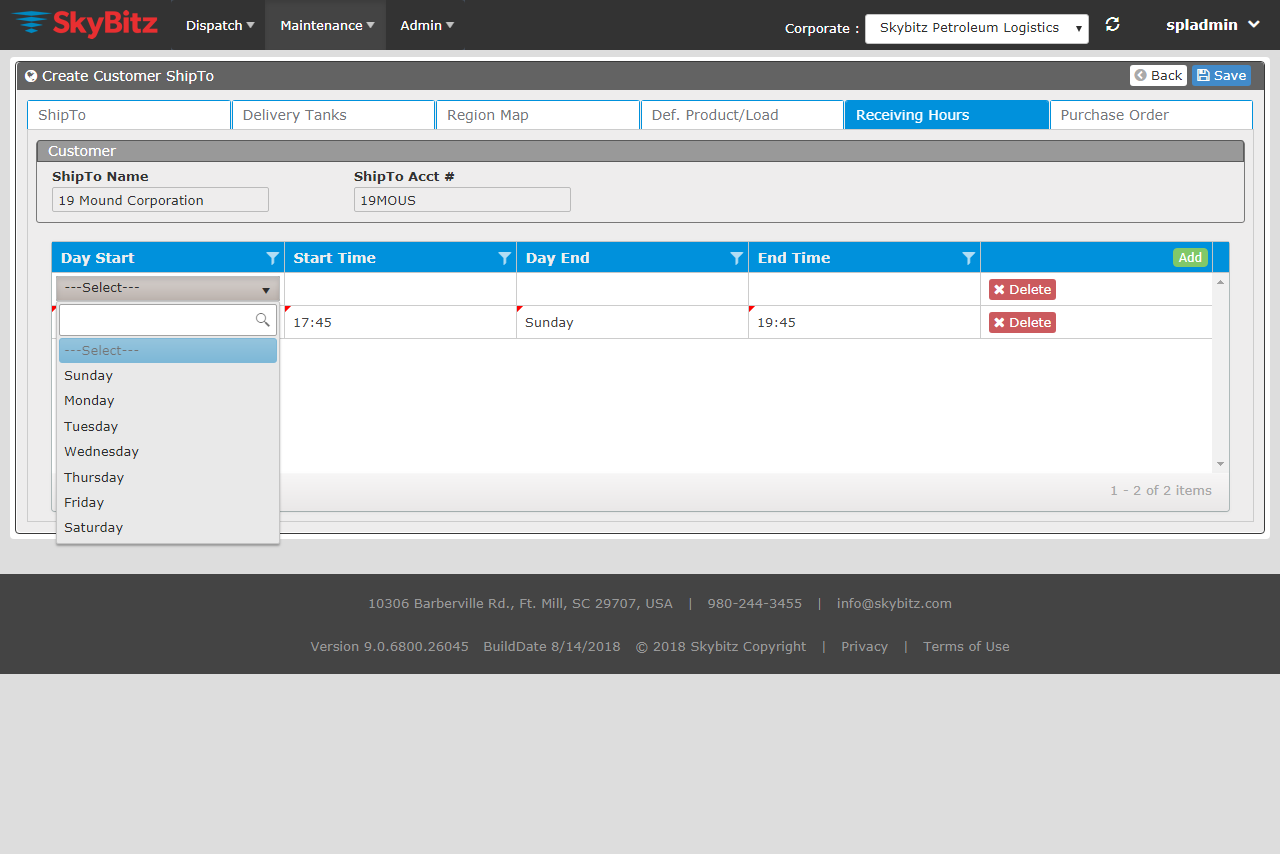 SkyBitz Dispatch Maintenance Admin Corporate : Skybitz Petroleum Logistics spladmin
Create Customer ShipTo Back Save
ShipTo Delivery Tanks Region Map Def. Product/Load Receiving Hours Purchase Order
Customer
ShipTo Name ShipTo Acct #
19 Mound Corporation 19MOUS
Day Start Start Time Day End End Time Add
---Select--- Delete
17:45 Sunday 19:45 Delete
---Select---
Sunday
Monday
Tuesday
Wednesday
Thursday
Friday
Saturday
1 - 2 of 2 items
10306 Barberville Rd., Ft. Mill, SC 29707, USA | 980-244-3455 | info@skybitz.com
Version 9.0.6800.26045 BuildDate 8/14/2018 © 2018 Skybitz Copyright | Privacy | Terms of Use